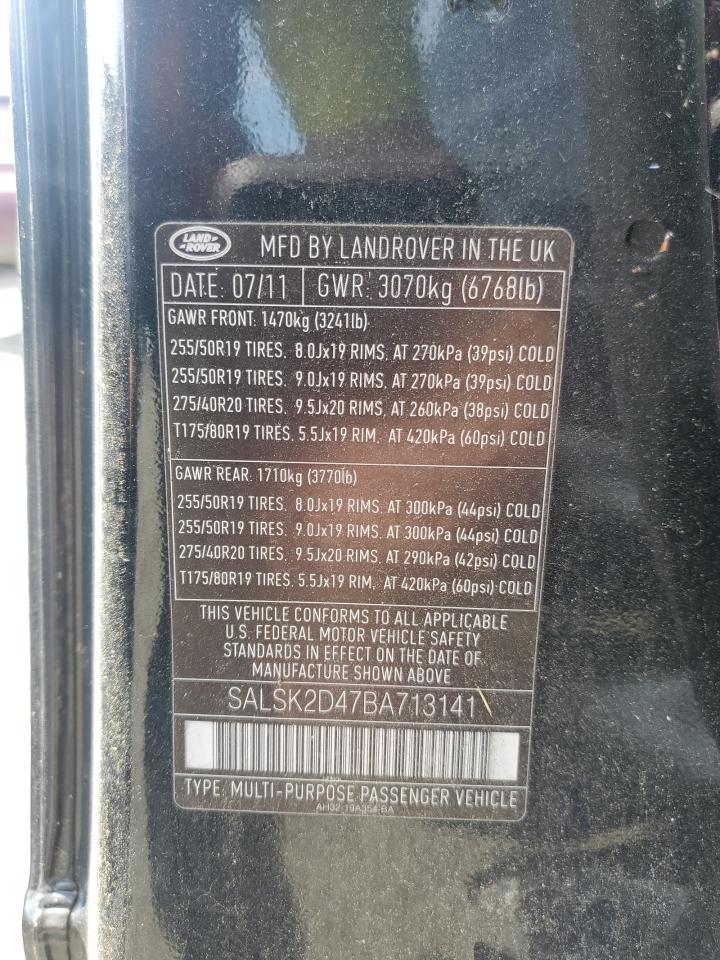 LAND ROVER
MFD BY LANDROVER IN THE UK
DATE: 07/11 GWR: 3070kg (6768lb)
GAWR FRONT: 1470kg (3241lb)
255/50R19 TIRES, 8.0Jx19 RIMS, AT 270kPa (39psi) COLD
255/50R19 TIRES, 9.0Jx19 RIMS, AT 270kPa (39psi) COLD
275/40R20 TIRES, 9.5Jx20 RIMS, AT 260kPa (38psi) COLD
T175/80R19 TIRES, 5.5Jx19 RIM, AT 420kPa (60psi) COLD
GAWR REAR: 1710kg (3770lb)
255/50R19 TIRES, 8.0Jx19 RIMS, AT 300kPa (44psi) COLD
255/50R19 TIRES, 9.0Jx19 RIMS, AT 300kPa (44psi) COLD
275/40R20 TIRES, 9.5Jx20 RIMS, AT 290kPa (42psi) COLD
T175/80R19 TIRES, 5.5Jx19 RIM, AT 420kPa (60psi) COLD
THIS VEHICLE CONFORMS TO ALL APPLICABLE
U.S. FEDERAL MOTOR VEHICLE SAFETY
STANDARDS IN EFFECT ON THE DATE OF
MANUFACTURE SHOWN ABOVE
SALSK2D47BA713141
TYPE: MULTI-PURPOSE PASSENGER VEHICLE
AH32-19A354-BA